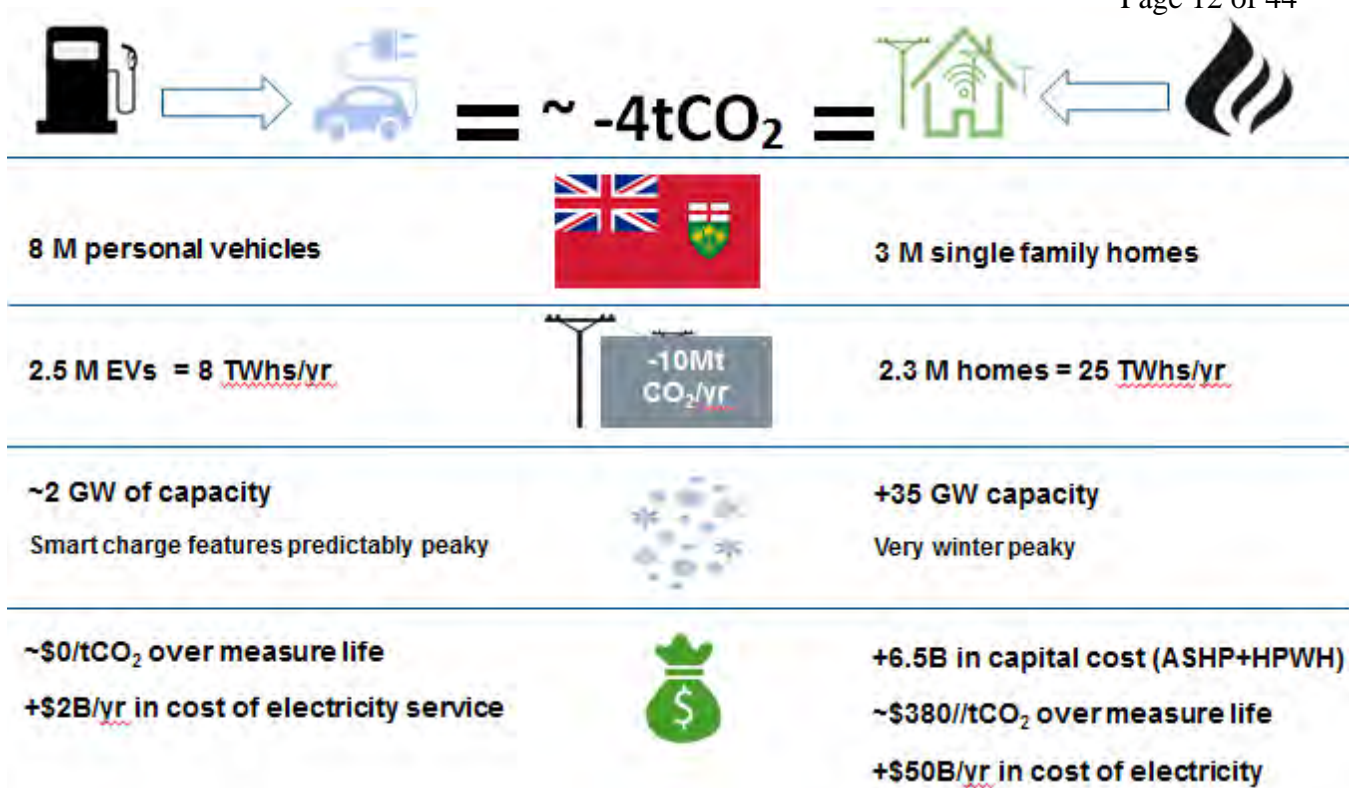 Page 12 of 44
= ~ -4tCO₂ =
8 M personal vehicles
3 M single family homes
2.5 M EVs = 8 TWhs/yr
-10Mt
CO₂/yr
2.3 M homes = 25 TWhs/yr
~2 GW of capacity
Smart charge features predictably peaky
+35 GW capacity
Very winter peaky
~$0/tCO₂ over measure life
+$2B/yr in cost of electricity service
$
+6.5B in capital cost (ASHP+HPWH)
~$380//tCO₂ over measure life
+$50B/yr in cost of electricity